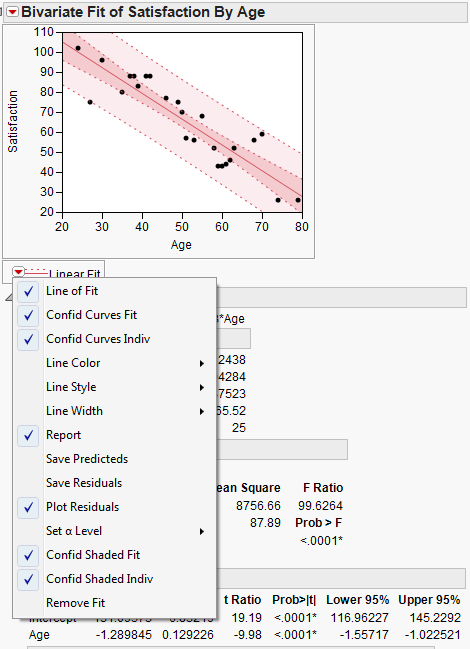 Bivariate Fit of Satisfaction By Age
110
100
90
80
70
60
50
40
30
20
Satisfaction
20 30 40 50 60 70 80
Age
Linear Fit
Line of Fit
Confid Curves Fit
Confid Curves Indiv
Line Color
Line Style
Line Width
Report
Save Predicteds
Save Residuals
Plot Residuals
Set α Level
Confid Shaded Fit
Confid Shaded Indiv
Remove Fit
*Age
2438
4284
7523
65.52
25
ean Square F Ratio
8756.66 99.6264
87.89 Prob > F
<.0001*
t Ratio Prob>|t| Lower 95% Upper 95%
Intercept 19.19 <.0001* 116.96227 145.2292
Age -1.289845 0.129226 -9.98 <.0001* -1.55717 -1.022521